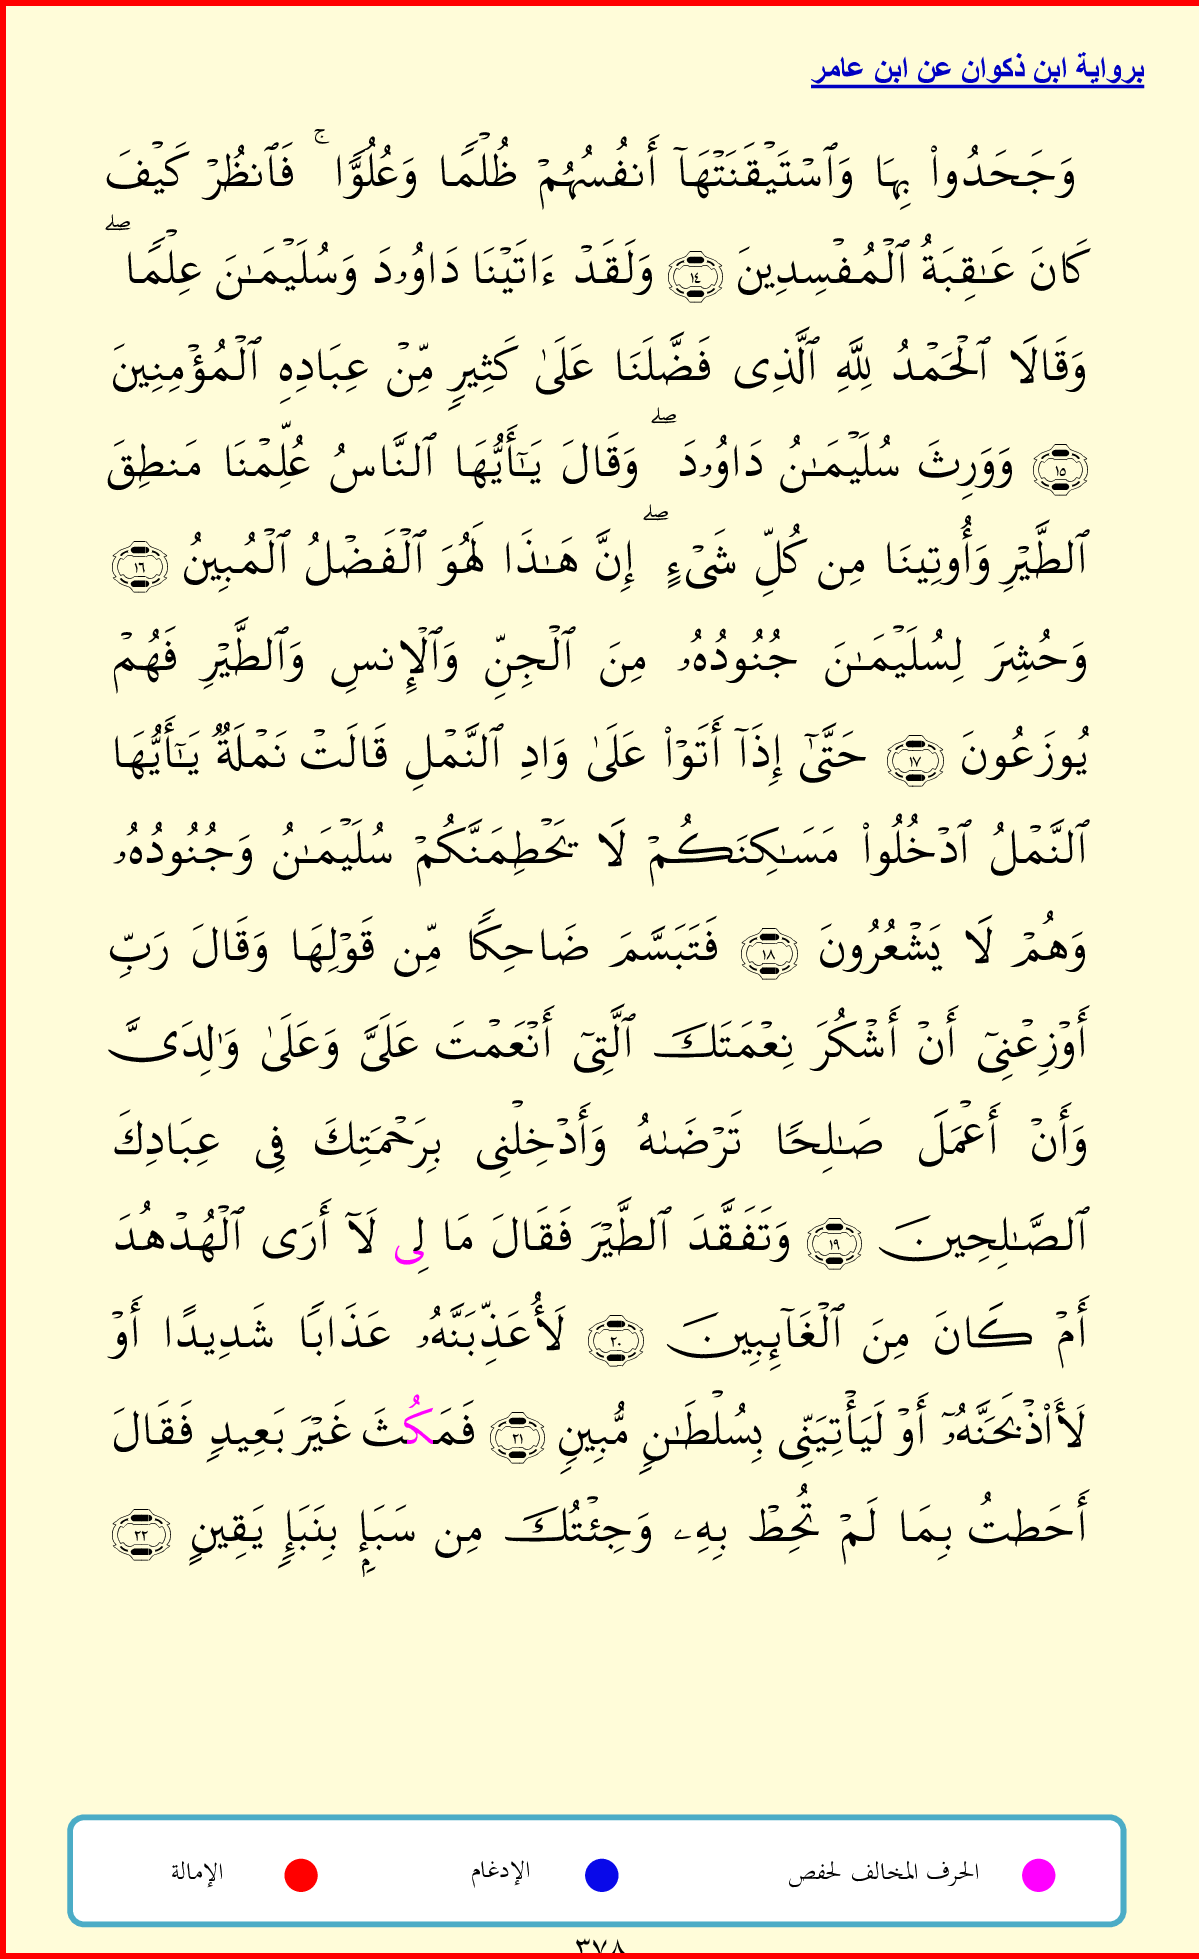 برواية ابن ذكوان عن ابن عامر
وَجَحَدُوا۟ بِهَا وَٱسْتَيْقَنَتْهَآ أَنفُسُهُمْ ظُلْمًا وَعُلُوًّا ۚ فَٱنظُرْ كَيْفَ
كَانَ عَـٰقِبَةُ ٱلْمُفْسِدِينَ ١٤ وَلَقَدْ ءَاتَيْنَا دَاوُۥدَ وَسُلَيْمَـٰنَ عِلْمًا ۖ
وَقَالَا ٱلْحَمْدُ لِلَّهِ ٱلَّذِى فَضَّلَنَا عَلَىٰ كَثِيرٍ مِّنْ عِبَادِهِ ٱلْمُؤْمِنِينَ
١٥ وَوَرِثَ سُلَيْمَـٰنُ دَاوُۥدَ ۖ وَقَالَ يَـٰٓأَيُّهَا ٱلنَّاسُ عُلِّمْنَا مَنطِقَ
ٱلطَّيْرِ وَأُوتِينَا مِن كُلِّ شَىْءٍ ۖ إِنَّ هَـٰذَا لَهُوَ ٱلْفَضْلُ ٱلْمُبِينُ ١٦
وَحُشِرَ لِسُلَيْمَـٰنَ جُنُودُهُۥ مِنَ ٱلْجِنِّ وَٱلْإِنسِ وَٱلطَّيْرِ فَهُمْ
يُوزَعُونَ ١٧ حَتَّىٰٓ إِذَآ أَتَوْا۟ عَلَىٰ وَادِ ٱلنَّمْلِ قَالَتْ نَمْلَةٌ يَـٰٓأَيُّهَا
ٱلنَّمْلُ ٱدْخُلُوا۟ مَسَـٰكِنَكُمْ لَا يَحْطِمَنَّكُمْ سُلَيْمَـٰنُ وَجُنُودُهُۥ
وَهُمْ لَا يَشْعُرُونَ ١٨ فَتَبَسَّمَ ضَاحِكًا مِّن قَوْلِهَا وَقَالَ رَبِّ
أَوْزِعْنِىٓ أَنْ أَشْكُرَ نِعْمَتَكَ ٱلَّتِىٓ أَنْعَمْتَ عَلَىَّ وَعَلَىٰ وَٰلِدَىَّ
وَأَنْ أَعْمَلَ صَـٰلِحًا تَرْضَىٰهُ وَأَدْخِلْنِى بِرَحْمَتِكَ فِى عِبَادِكَ
ٱلصَّـٰلِحِينَ ١٩ وَتَفَقَّدَ ٱلطَّيْرَ فَقَالَ مَا لِى لَآ أَرَى ٱلْهُدْهُدَ
أَمْ كَانَ مِنَ ٱلْغَآئِبِينَ ٢٠ لَأُعَذِّبَنَّهُۥ عَذَابًا شَدِيدًا أَوْ
لَأَا۟ذْبَحَنَّهُۥٓ أَوْ لَيَأْتِيَنِّى بِسُلْطَـٰنٍ مُّبِينٍ ٢١ فَمَكُثَ غَيْرَ بَعِيدٍ فَقَالَ
أَحَطتُ بِمَا لَمْ تُحِطْ بِهِۦ وَجِئْتُكَ مِن سَبَإٍۭ بِنَبَإٍ يَقِينٍ ٢٢
الحرف المخالف لحفص الإدغام الإمالة
٣٧٨